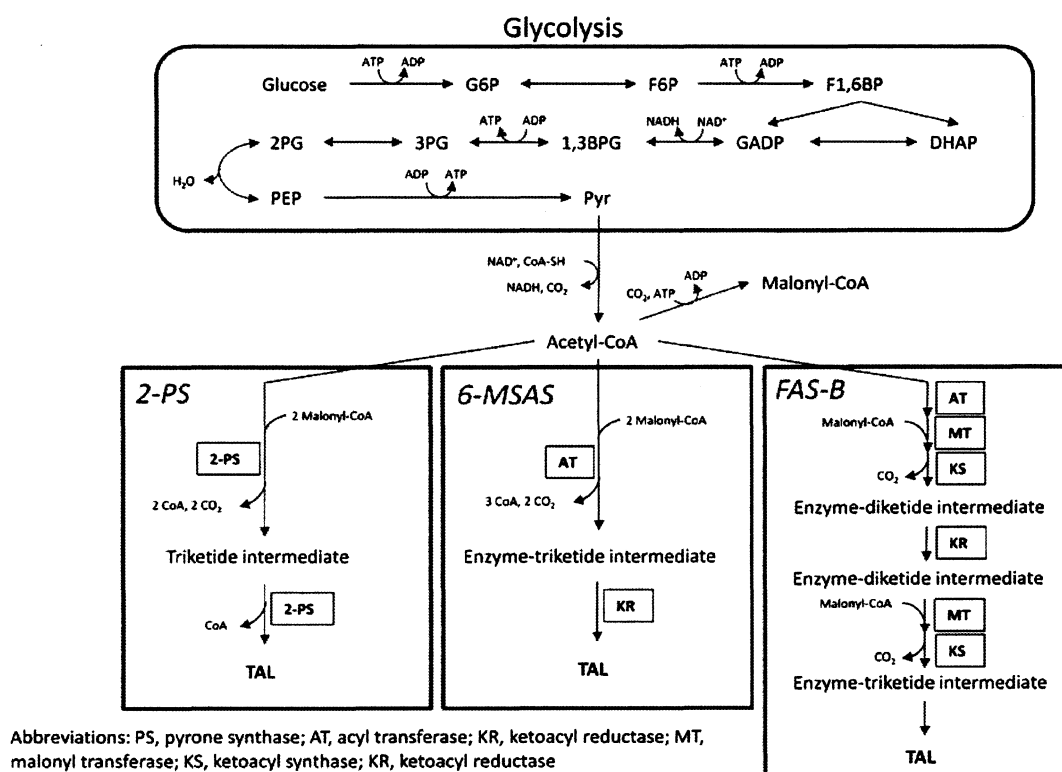 Glycolysis
ATP ADP ATP ADP
Glucose G6P F6P F1,6BP
ATP ADP NADH NAD⁺
2PG 3PG 1,3BPG GADP DHAP
H₂O
ADP ATP
PEP Pyr
NAD⁺, CoA-SH
NADH, CO₂
CO₂, ATP ADP
Malonyl-CoA
Acetyl-CoA
2-PS
2 Malonyl-CoA
2-PS
2 CoA, 2 CO₂
Triketide intermediate
CoA
2-PS
TAL
6-MSAS
2 Malonyl-CoA
AT
3 CoA, 2 CO₂
Enzyme-triketide intermediate
KR
TAL
FAS-B
AT
Malonyl-CoA
MT
CO₂
KS
Enzyme-diketide intermediate
KR
Enzyme-diketide intermediate
Malonyl-CoA
MT
CO₂
KS
Enzyme-triketide intermediate
TAL
Abbreviations: PS, pyrone synthase; AT, acyl transferase; KR, ketoacyl reductase; MT,
malonyl transferase; KS, ketoacyl synthase; KR, ketoacyl reductase